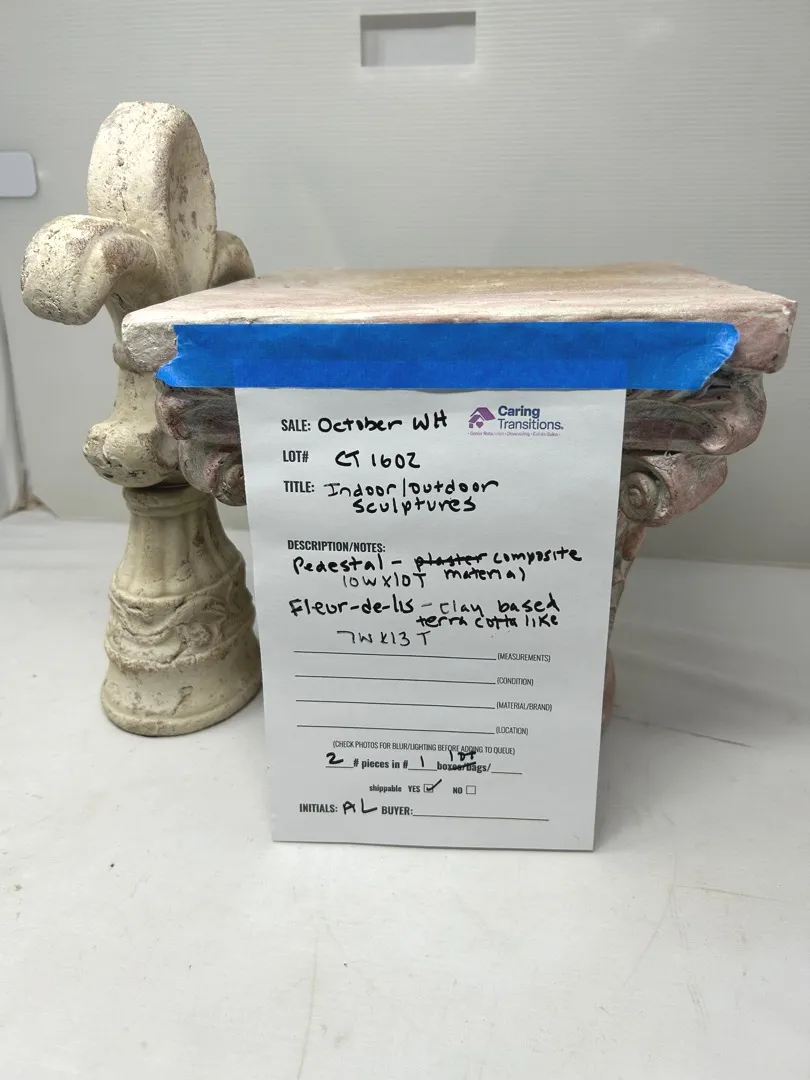 SALE: October WH
Caring
Transitions®
LOT# CT 1602
TITLE: Indoor/outdoor
sculptures
DESCRIPTION/NOTES:
Pedestal - plaster composite
10W x 10T material
Fleur-de-lis - clay based
terra cotta like
7W x 13 T
(MEASUREMENTS)
(CONDITION)
(MATERIAL/BRAND)
(LOCATION)
(CHECK PHOTOS FOR BLUR/LIGHTING BEFORE ADDING TO QUEUE)
lot
2 # pieces in # 1 boxes/bags/
shippable YES ☑ NO ☐
INITIALS: AL BUYER: